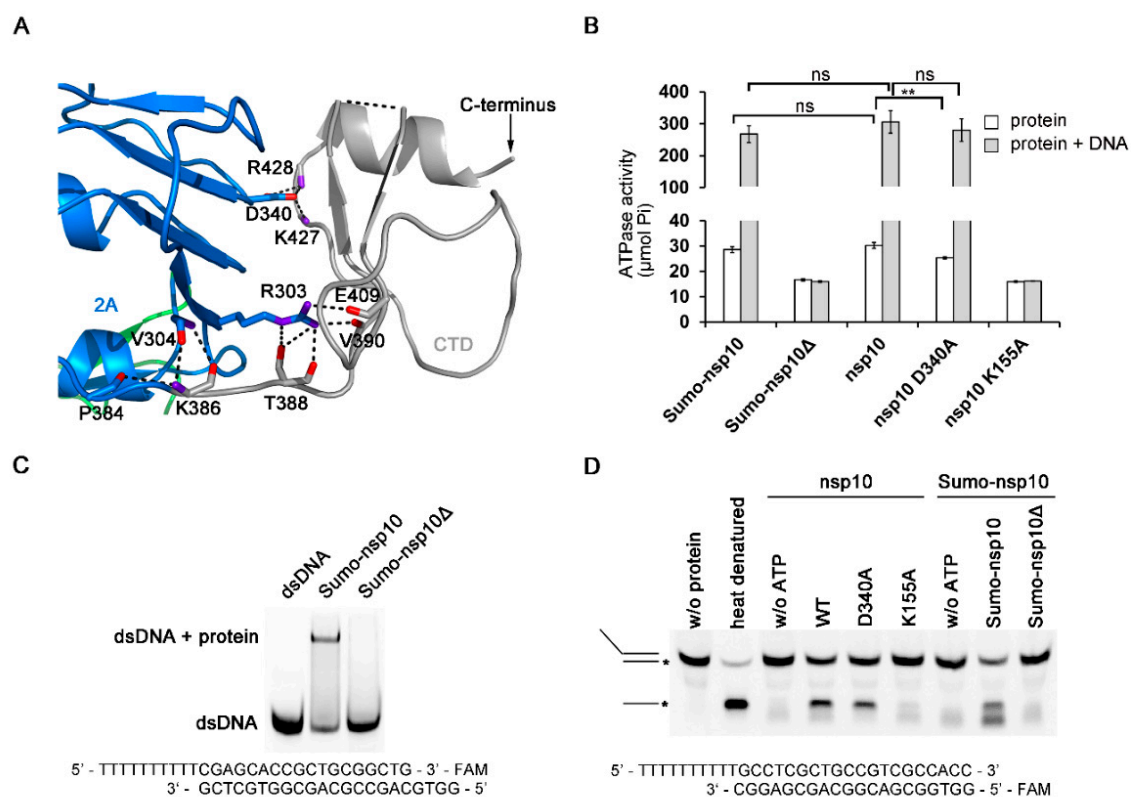 A
C-terminus
R428
D340
K427
2A
R303
E409
V304
V390
CTD
P384
K386
T388
B
ns
ns
ns
**
protein
protein + DNA
ATPase activity
(µmol Pi)
400
300
200
100
40
30
20
10
0
Sumo-nsp10
Sumo-nsp10Δ
nsp10
nsp10 D340A
nsp10 K155A
C
dsDNA
Sumo-nsp10
Sumo-nsp10Δ
dsDNA + protein
dsDNA
5' - TTTTTTTTTTCGAGCACCGCTGCGGCTG - 3' - FAM
3' - GCTCGTGGCGACGCCGACGTGG - 5'
D
nsp10
Sumo-nsp10
w/o protein
heat denatured
w/o ATP
WT
D340A
K155A
w/o ATP
Sumo-nsp10
Sumo-nsp10Δ
*
*
5' - TTTTTTTTTTGCCTCGCTGCCGTCGCCACC - 3'
3' - CGGAGCGACGGCAGCGGTGG - FAM